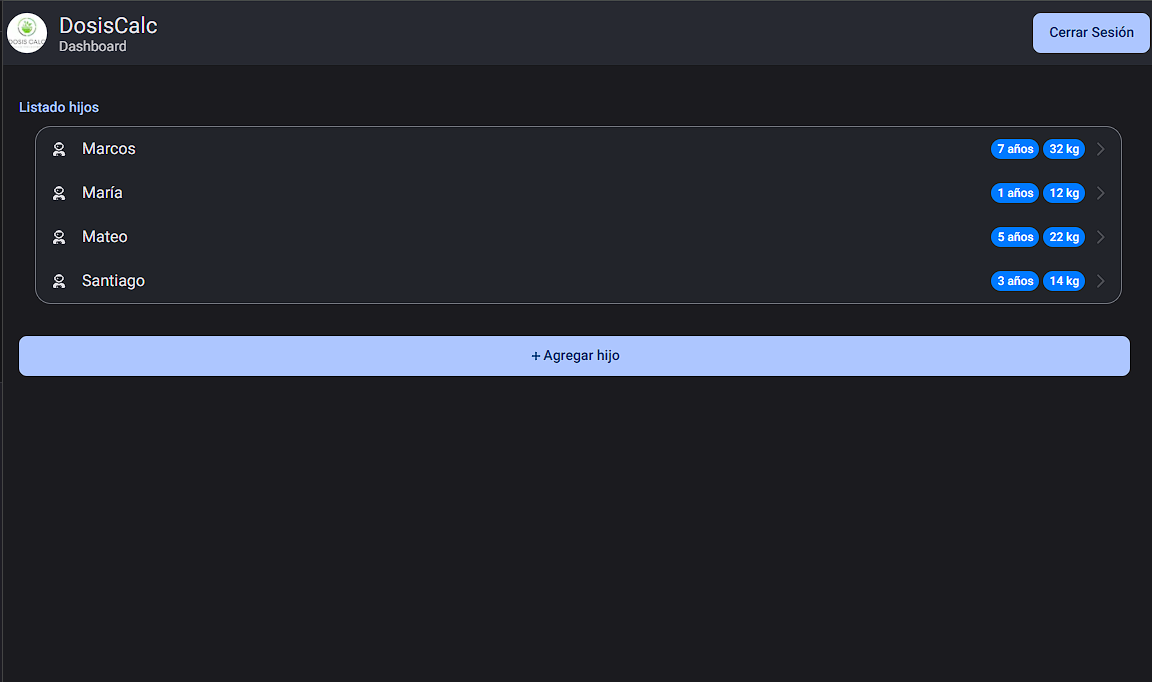 DOSIS CALC
DosisCalc
Dashboard
Cerrar Sesión
Listado hijos
Marcos 7 años 32 kg
María 1 años 12 kg
Mateo 5 años 22 kg
Santiago 3 años 14 kg
+ Agregar hijo